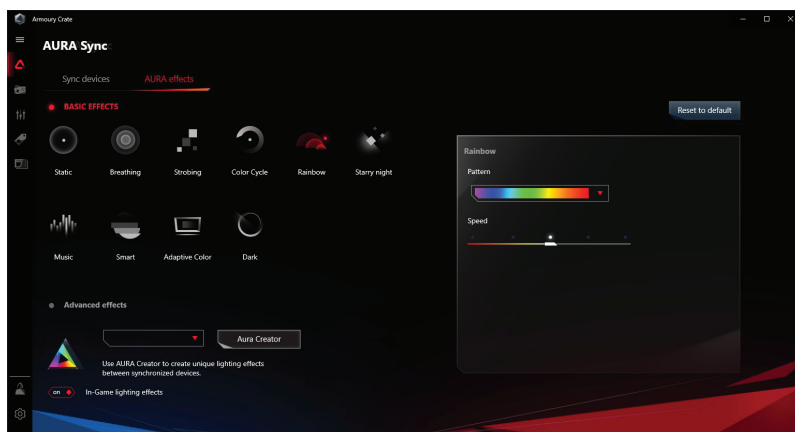 Armoury Crate
AURA Sync
Sync devices
AURA effects
BASIC EFFECTS
Reset to default
Static
Breathing
Strobing
Color Cycle
Rainbow
Starry night
Music
Smart
Adaptive Color
Dark
Rainbow
Pattern
Speed
Advanced effects
Aura Creator
Use AURA Creator to create unique lighting effects
between synchronized devices.
on
In-Game lighting effects